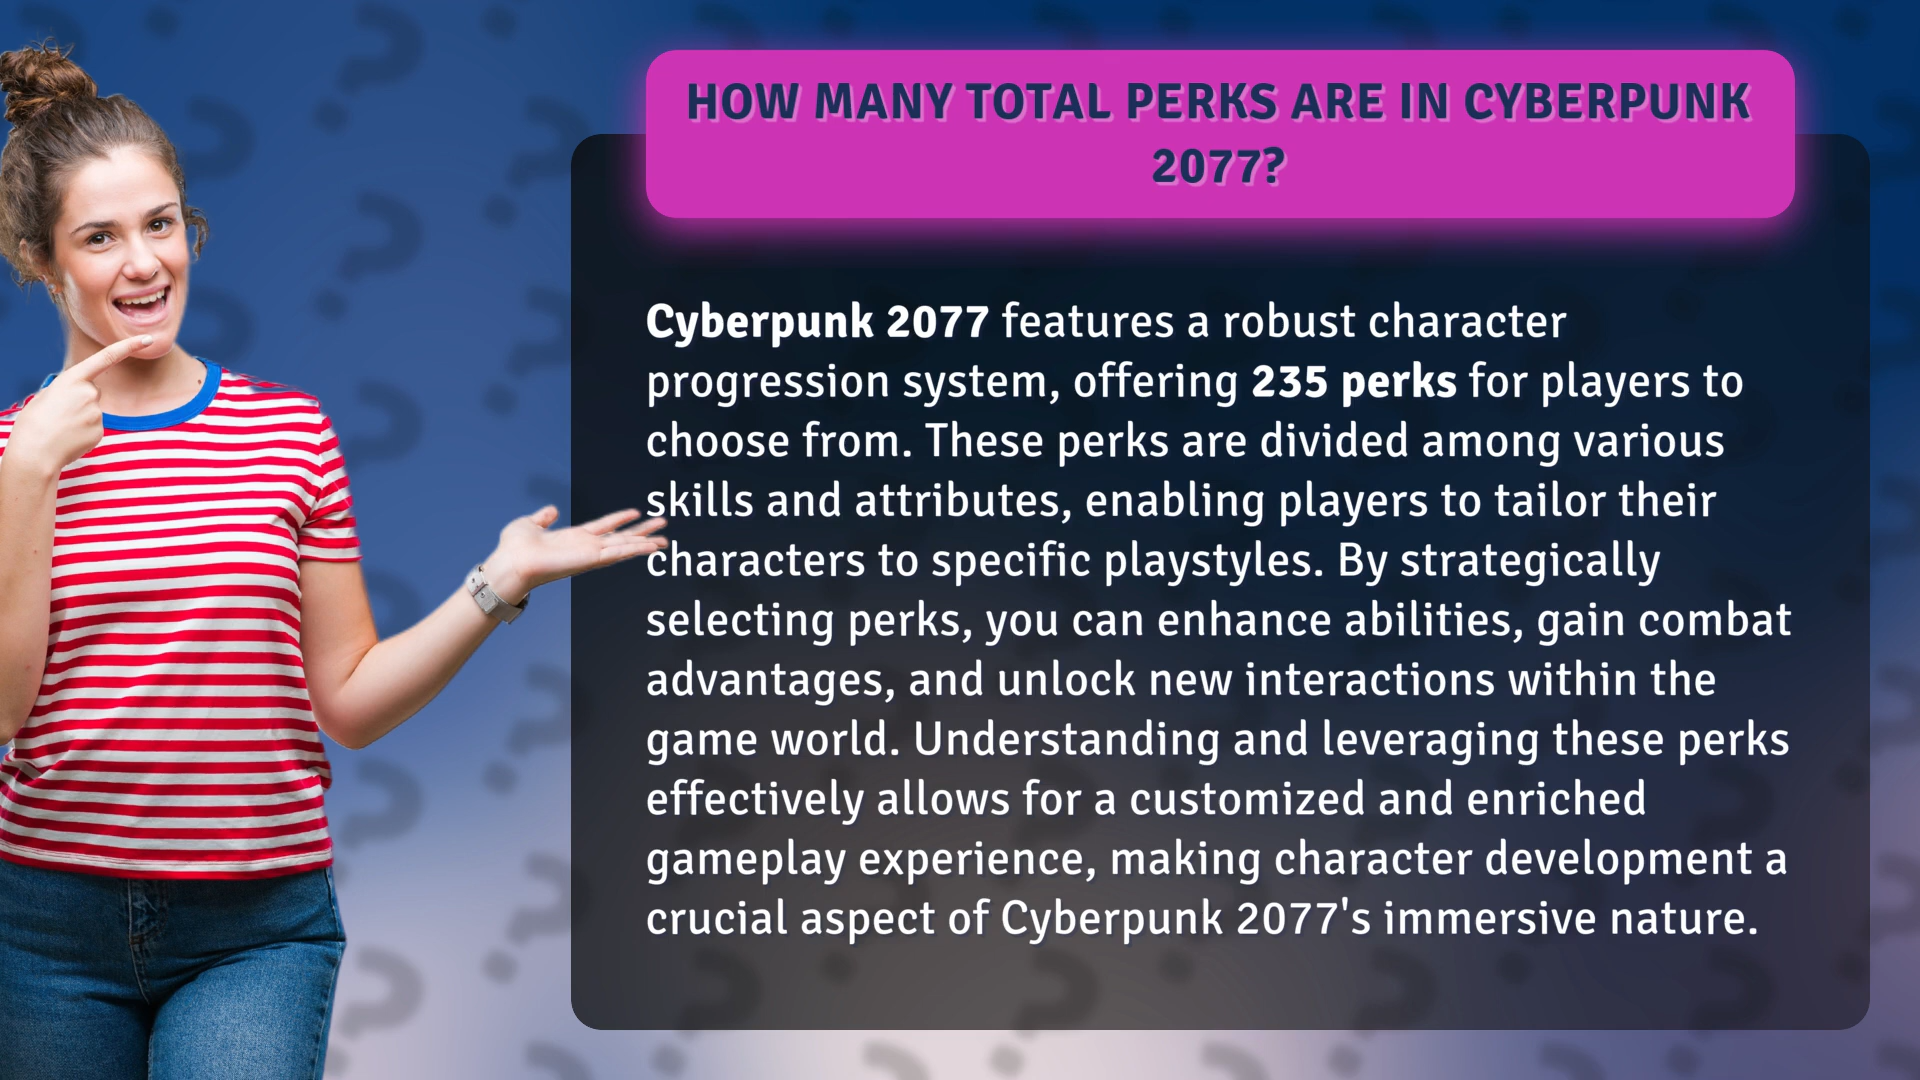 HOW MANY TOTAL PERKS ARE IN CYBERPUNK
2077?
Cyberpunk 2077 features a robust character
progression system, offering 235 perks for players to
choose from. These perks are divided among various
skills and attributes, enabling players to tailor their
characters to specific playstyles. By strategically
selecting perks, you can enhance abilities, gain combat
advantages, and unlock new interactions within the
game world. Understanding and leveraging these perks
effectively allows for a customized and enriched
gameplay experience, making character development a
crucial aspect of Cyberpunk 2077's immersive nature.